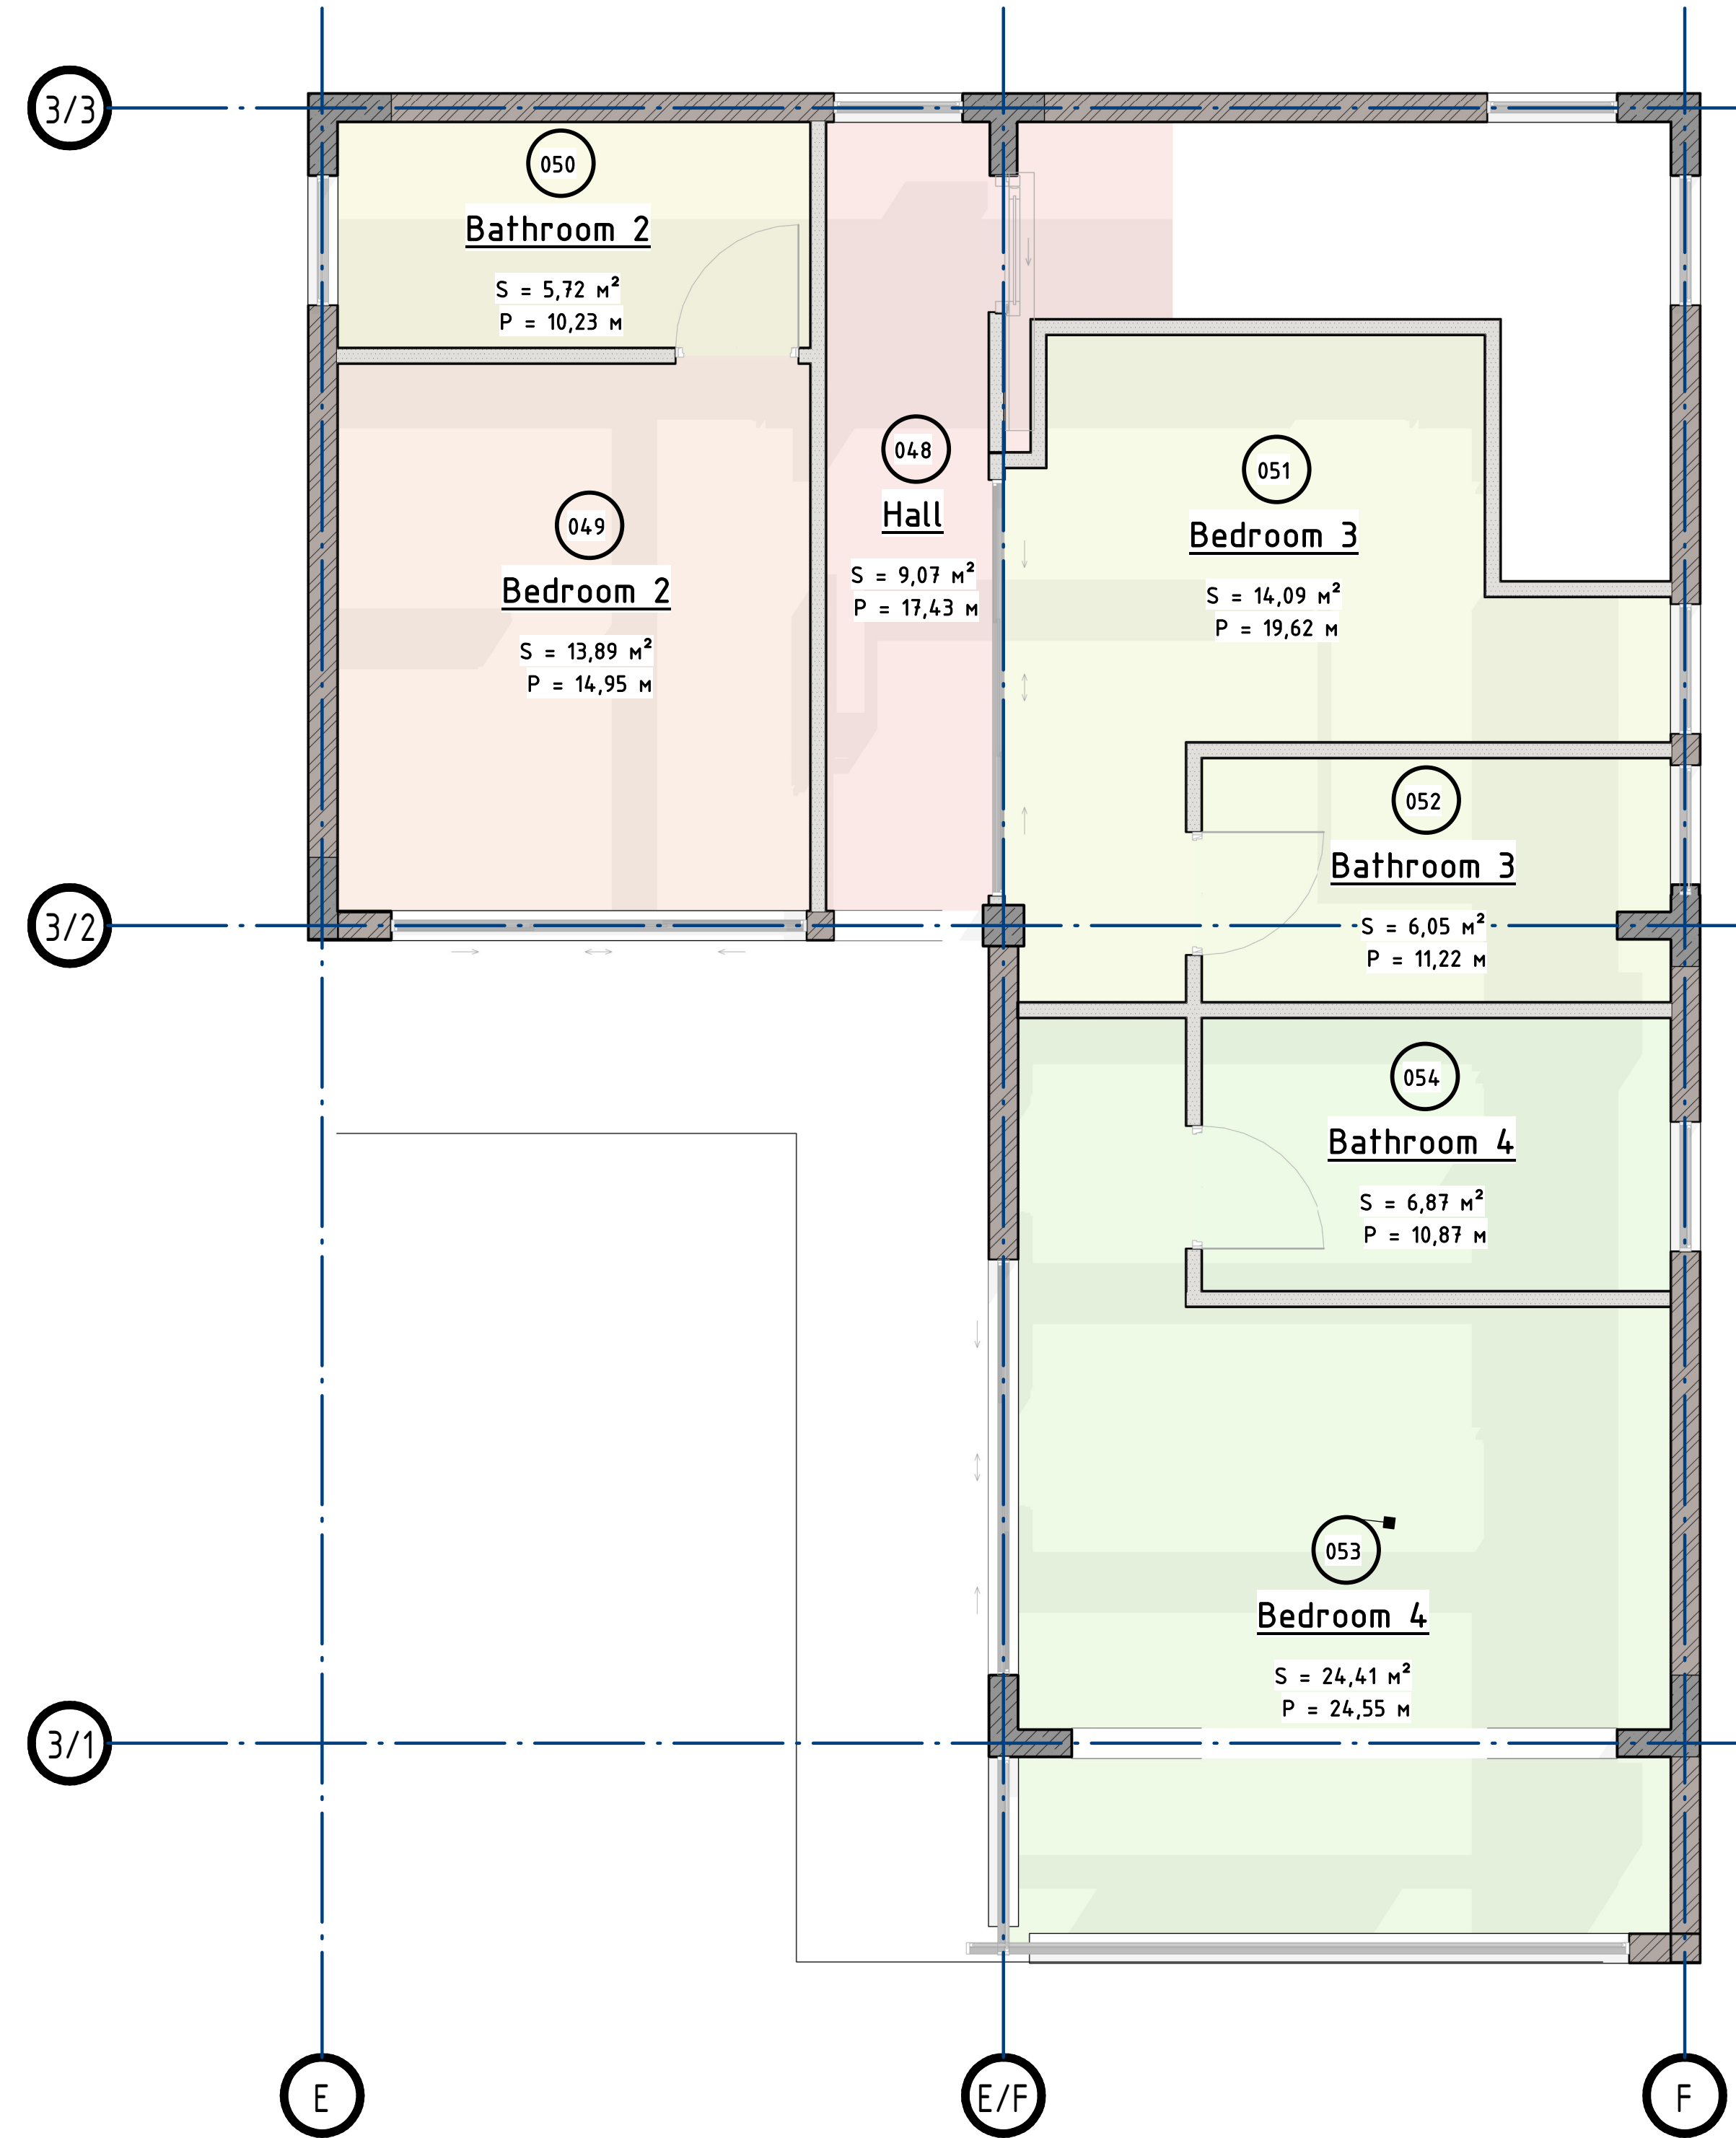 3/3
050
Bathroom 2
S = 5,72 м²
P = 10,23 м
048
Hall
S = 9,07 м²
P = 17,43 м
051
Bedroom 3
S = 14,09 м²
P = 19,62 м
049
Bedroom 2
S = 13,89 м²
P = 14,95 м
052
Bathroom 3
S = 6,05 м²
P = 11,22 м
3/2
054
Bathroom 4
S = 6,87 м²
P = 10,87 м
053
Bedroom 4
S = 24,41 м²
P = 24,55 м
3/1
E
E/F
F